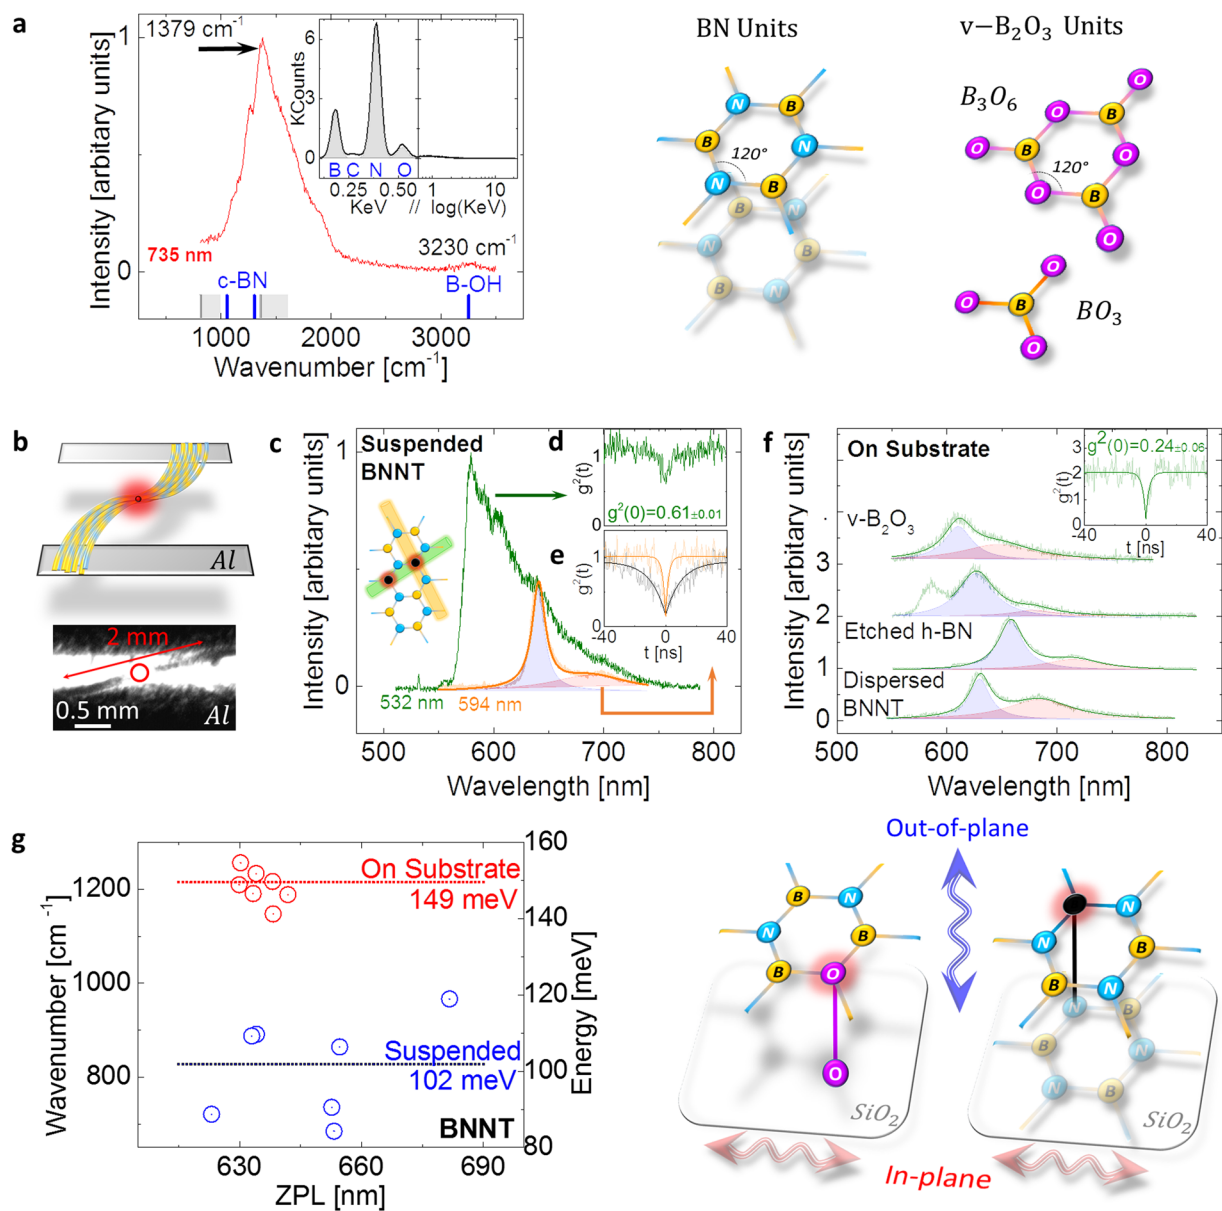 a
1379 cm⁻¹
Intensity [arbitary units]
1
0
KCounts
6
3
0
B C N O
0.25 0.50 1 10
KeV // log(KeV)
735 nm
3230 cm⁻¹
c-BN
B-OH
1000 2000 3000
Wavenumber [cm⁻¹]
BN Units
N
B
B
N
120°
N
B
B
N
N
B
B
N
v−B₂O₃ Units
B₃O₆
O
O
B
O
B
O
120°
O
B
O
O
O
B
O
BO₃
b
Al
2 mm
0.5 mm
Al
c
Suspended
BNNT
Intensity [arbitary units]
1
0
532 nm
594 nm
500 600 700 800
Wavelength [nm]
d
g²(t)
1
0
g²(0)=0.61±0.01
e
g²(t)
1
0
-40 0 40
t [ns]
f
On Substrate
g²(0)=0.24±0.06
g²(t)
3
2
1
0
-40 0 40
t [ns]
Intensity [arbitary units]
3
2
1
0
v-B₂O₃
Etched h-BN
Dispersed
BNNT
500 600 700 800
Wavelength [nm]
g
Wavenumber [cm⁻¹]
1200
1000
800
On Substrate
149 meV
Suspended
102 meV
BNNT
160
140
120
100
80
Energy [meV]
630 660 690
ZPL [nm]
Out-of-plane
B
N
N
B
B
O
O
SiO₂
N
N
B
B
N
N
B
B
N
N
B
SiO₂
In-plane